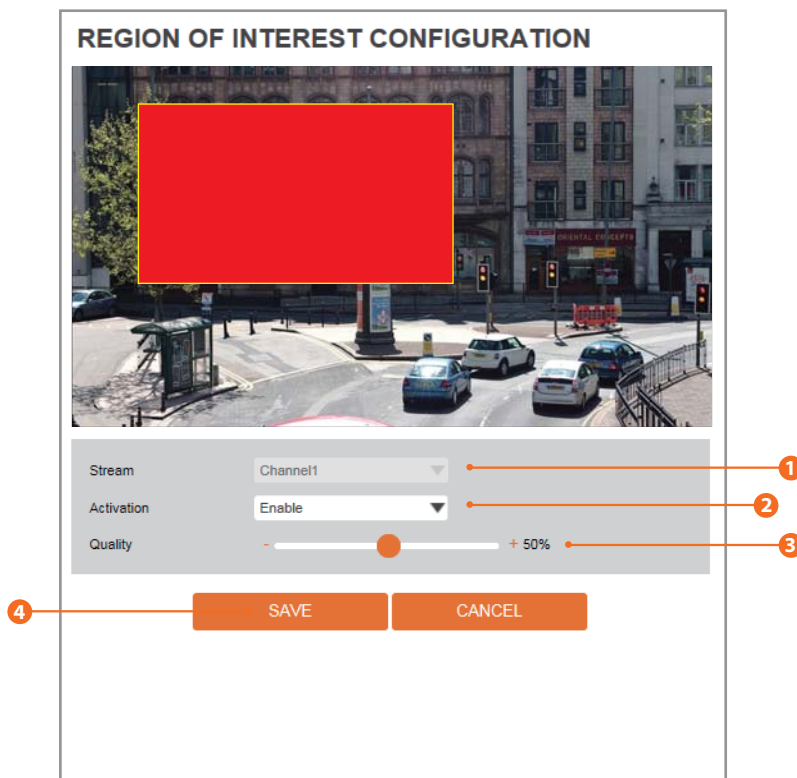 REGION OF INTEREST CONFIGURATION
ORIENTAL CONCEPTS
Stream Channel1 1
Activation Enable 2
Quality - + 50% 3
4 SAVE CANCEL